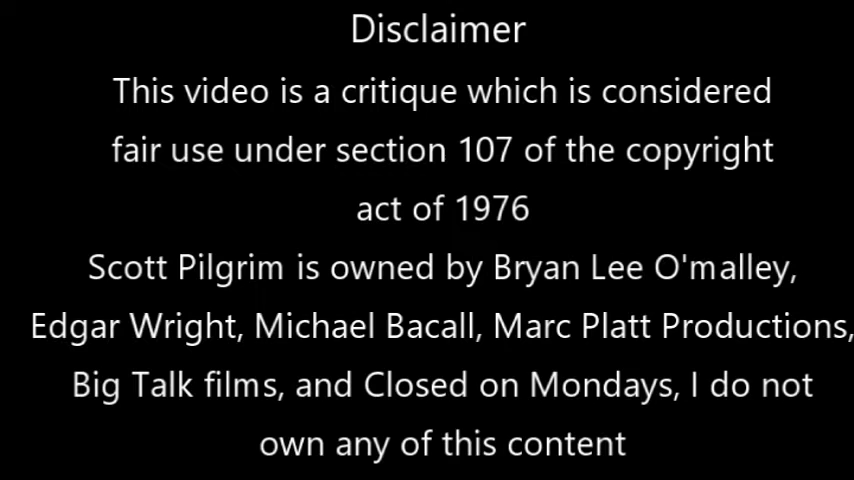 Disclaimer
This video is a critique which is considered
fair use under section 107 of the copyright
act of 1976
Scott Pilgrim is owned by Bryan Lee O'malley,
Edgar Wright, Michael Bacall, Marc Platt Productions,
Big Talk films, and Closed on Mondays, I do not
own any of this content